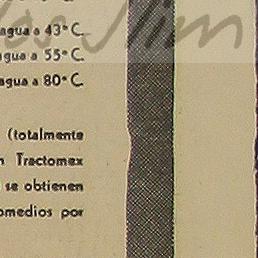 agua a 43° C.
agua a 55° C.
agua a 80° C.
(totalmente
Tractomex
se obtienen
omedios por